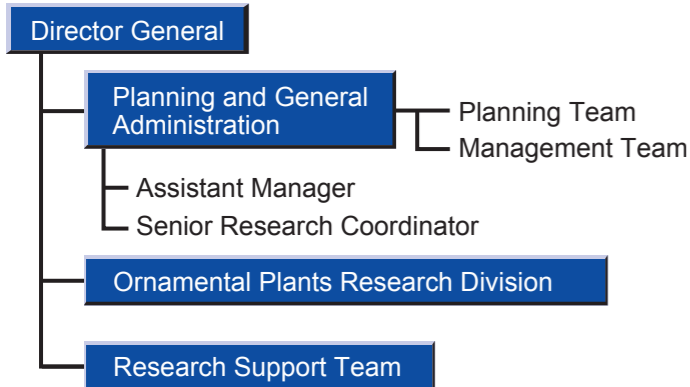 Director General
Planning and General
Administration
Planning Team
Management Team
Assistant Manager
Senior Research Coordinator
Ornamental Plants Research Division
Research Support Team